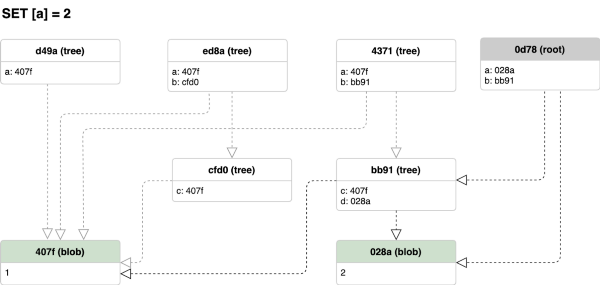 SET [a] = 2
d49a (tree)
a: 407f
ed8a (tree)
a: 407f
b: cfd0
4371 (tree)
a: 407f
b: bb91
0d78 (root)
a: 028a
b: bb91
cfd0 (tree)
c: 407f
bb91 (tree)
c: 407f
d: 028a
407f (blob)
1
028a (blob)
2